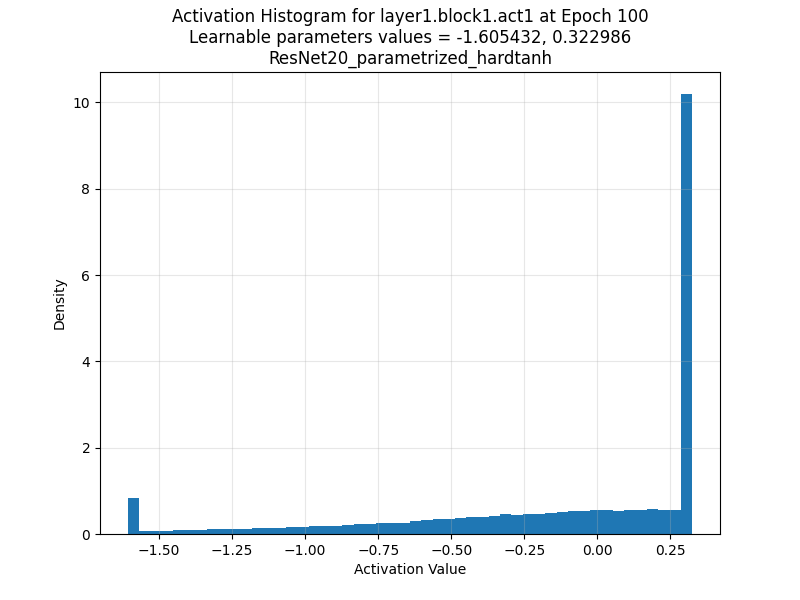 Activation Histogram for layer1.block1.act1 at Epoch 100
Learnable parameters values = -1.605432, 0.322986
ResNet20_parametrized_hardtanh
10
8
6
4
2
0
Density
−1.50
−1.25
−1.00
−0.75
−0.50
−0.25
0.00
0.25
Activation Value